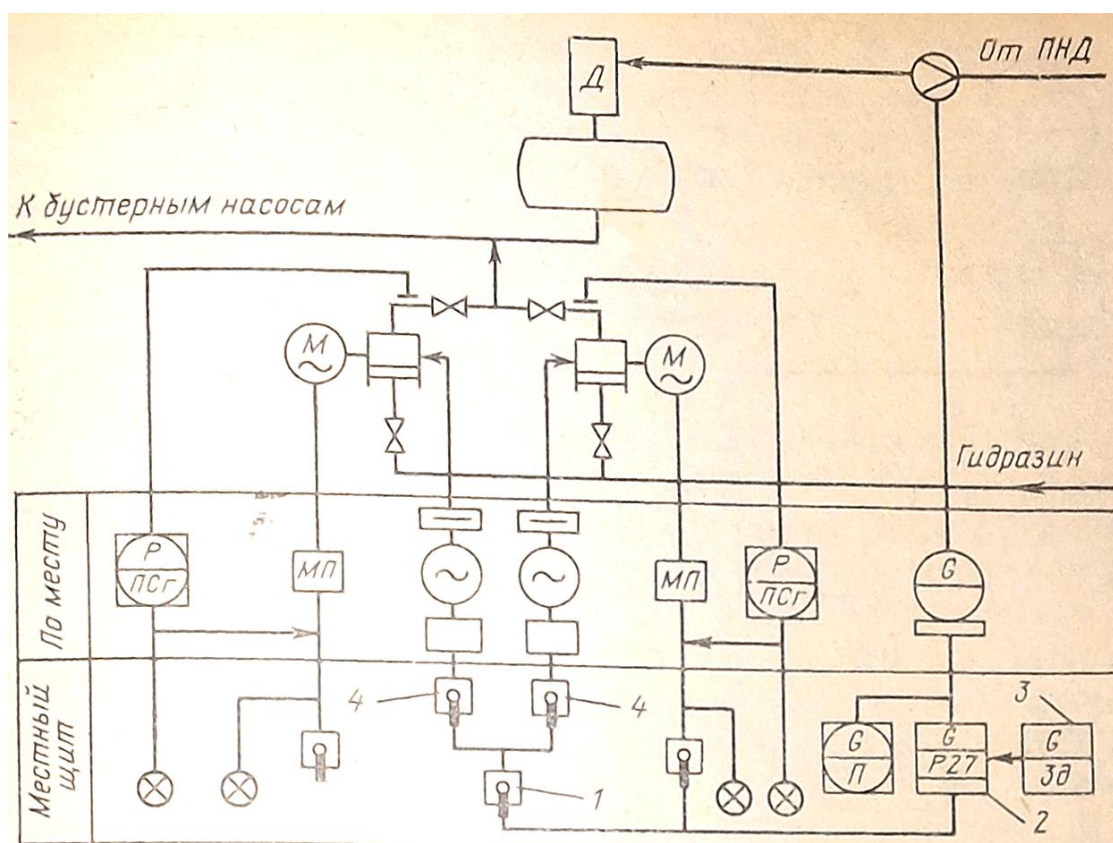 От ПНД
Д
К бустерным насосам
М
М
Гидразин
По месту
Р
ПСг
МП
МП
Р
ПСг
G
Местный
щит
4
4
1
G
П
G
Р27
G
Зд
3
2